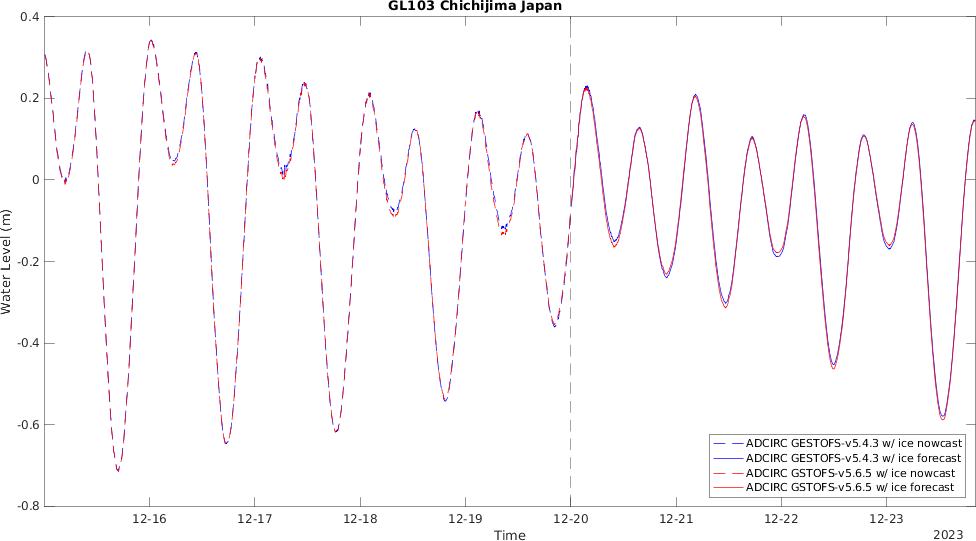 GL103 Chichijima Japan
0.4
0.2
0
-0.2
-0.4
-0.6
-0.8
Water Level (m)
ADCIRC GESTOFS-v5.4.3 w/ ice nowcast
ADCIRC GESTOFS-v5.4.3 w/ ice forecast
ADCIRC GSTOFS-v5.6.5 w/ ice nowcast
ADCIRC GSTOFS-v5.6.5 w/ ice forecast
12-16 12-17 12-18 12-19 12-20 12-21 12-22 12-23
Time
2023